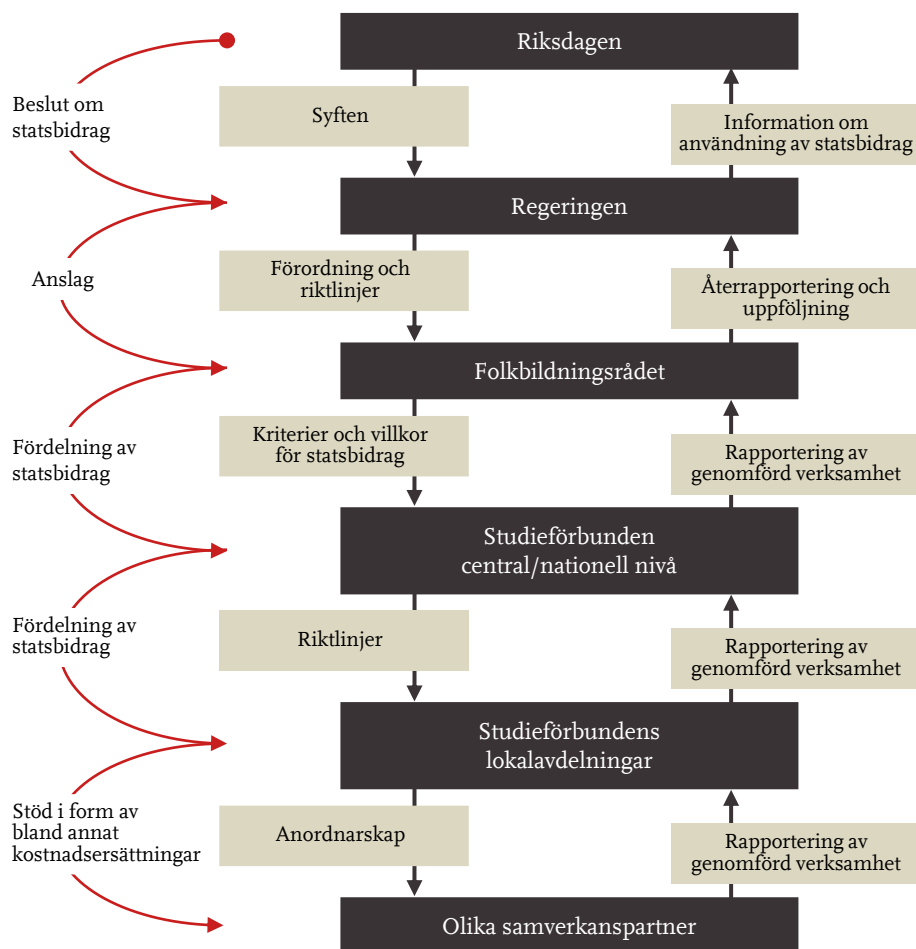 Riksdagen
Beslut om
statsbidrag
Syften
Information om
användning av statsbidrag
Regeringen
Anslag
Förordning och
riktlinjer
Återrapportering och
uppföljning
Folkbildningsrådet
Fördelning av
statsbidrag
Kriterier och villkor
för statsbidrag
Rapportering av
genomförd verksamhet
Studieförbunden
central/nationell nivå
Fördelning av
statsbidrag
Riktlinjer
Rapportering av
genomförd verksamhet
Studieförbundens
lokalavdelningar
Stöd i form av
bland annat
kostnadsersättningar
Anordnarskap
Rapportering av
genomförd verksamhet
Olika samverkanspartner